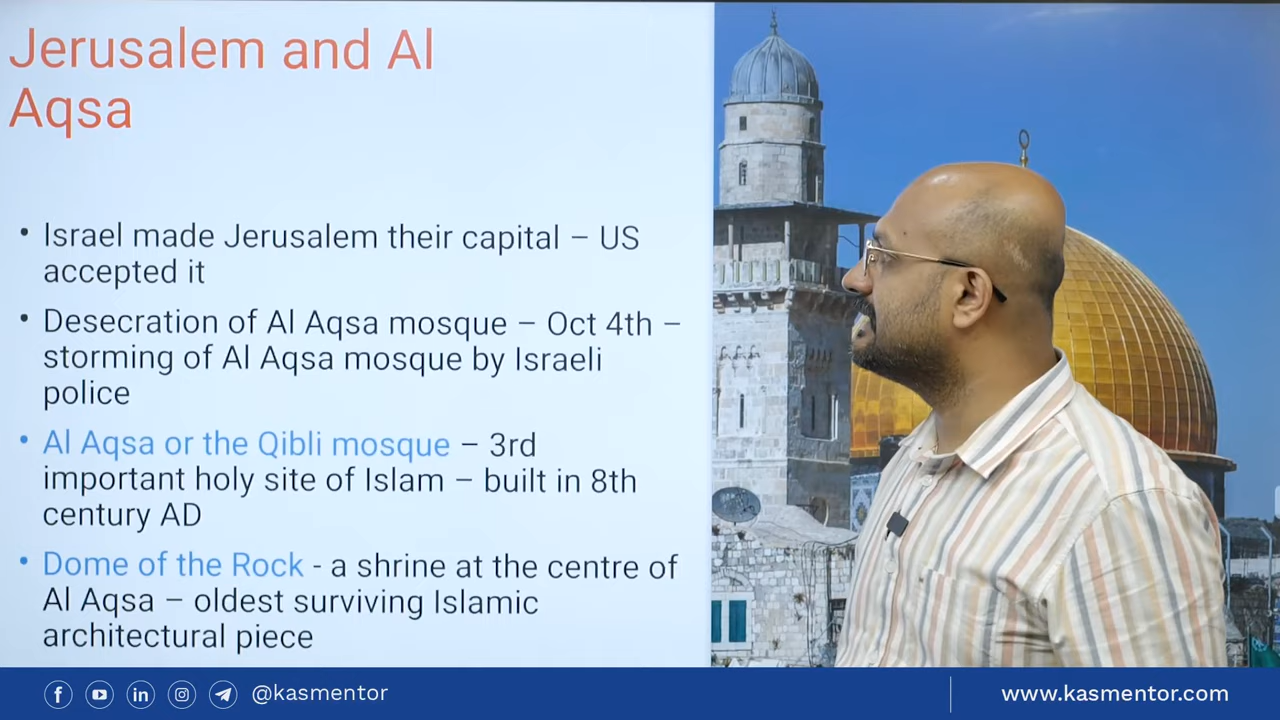 Jerusalem and Al
Aqsa
• Israel made Jerusalem their capital – US
accepted it
• Desecration of Al Aqsa mosque – Oct 4th –
storming of Al Aqsa mosque by Israeli
police
• Al Aqsa or the Qibli mosque – 3rd
important holy site of Islam – built in 8th
century AD
• Dome of the Rock - a shrine at the centre of
Al Aqsa – oldest surviving Islamic
architectural piece
@kasmentor
www.kasmentor.com